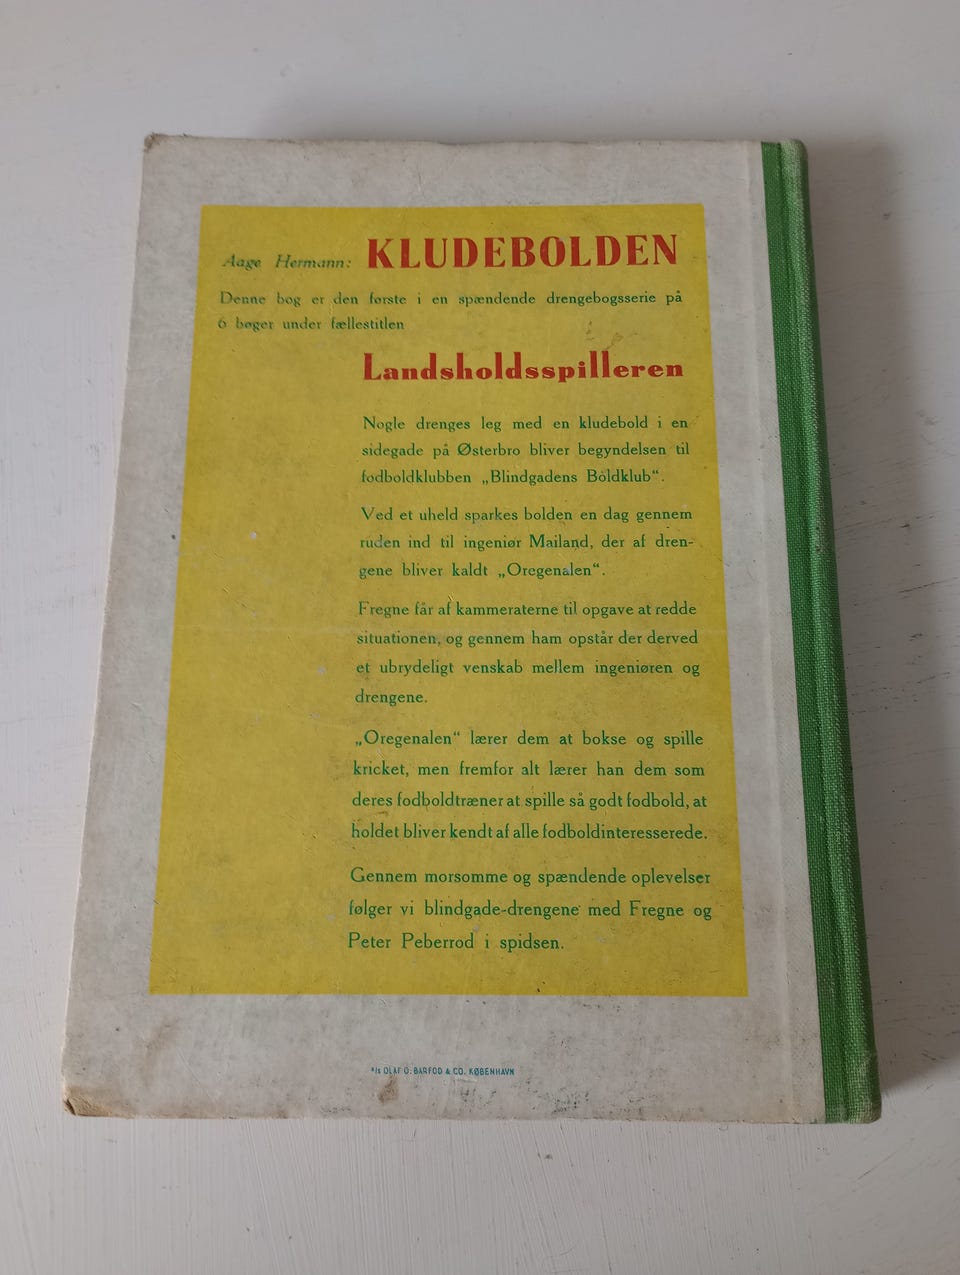 Aage Hermann: KLUDEBOLDEN
Denne bog er den første i en spændende drengebogsserie på
6 bøger under fællestitlen
Landsholdsspilleren
Nogle drenges leg med en kludebold i en
sidegade på Østerbro bliver begyndelsen til
fodboldklubben „Blindgadens Boldklub“.
Ved et uheld sparkes bolden en dag gennem
ruden ind til ingeniør Mailand, der af dren-
gene bliver kaldt „Oregenalen“.
Fregne får af kammeraterne til opgave at redde
situationen, og gennem ham opstår der derved
et ubrydeligt venskab mellem ingeniøren og
drengene.
„Oregenalen“ lærer dem at bokse og spille
kricket, men fremfor alt lærer han dem som
deres fodboldtræner at spille så godt fodbold, at
holdet bliver kendt af alle fodboldinteresserede.
Gennem morsomme og spændende oplevelser
følger vi blindgade-drengene med Fregne og
Peter Peberrod i spidsen.
A/S OLAF O. BARFOD & CO. KØBENHAVN